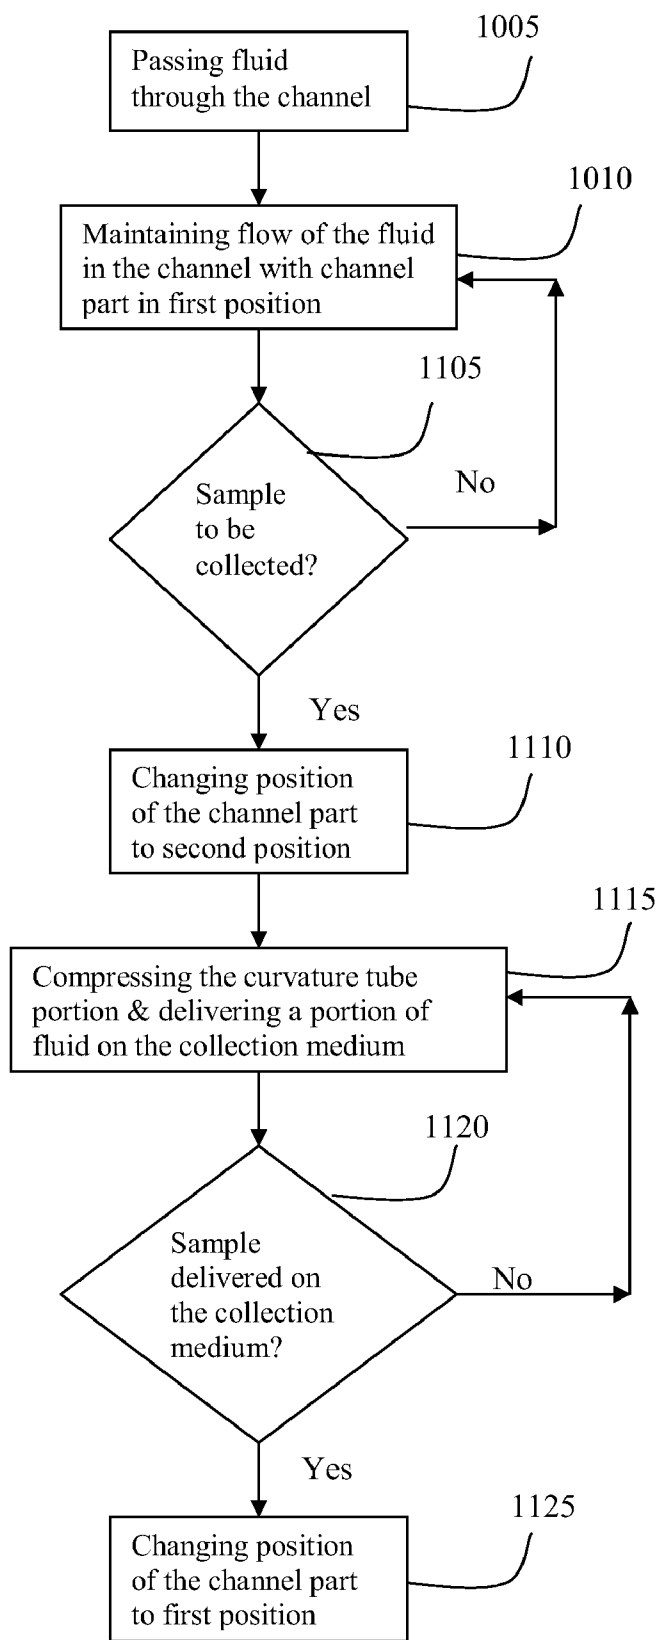 1005
Passing fluid
through the channel
1010
Maintaining flow of the fluid
in the channel with channel
part in first position
1105
Sample
to be
collected?
No
Yes
1110
Changing position
of the channel part
to second position
1115
Compressing the curvature tube
portion & delivering a portion of
fluid on the collection medium
1120
Sample
delivered on
the collection
medium?
No
Yes
1125
Changing position
of the channel part
to first position